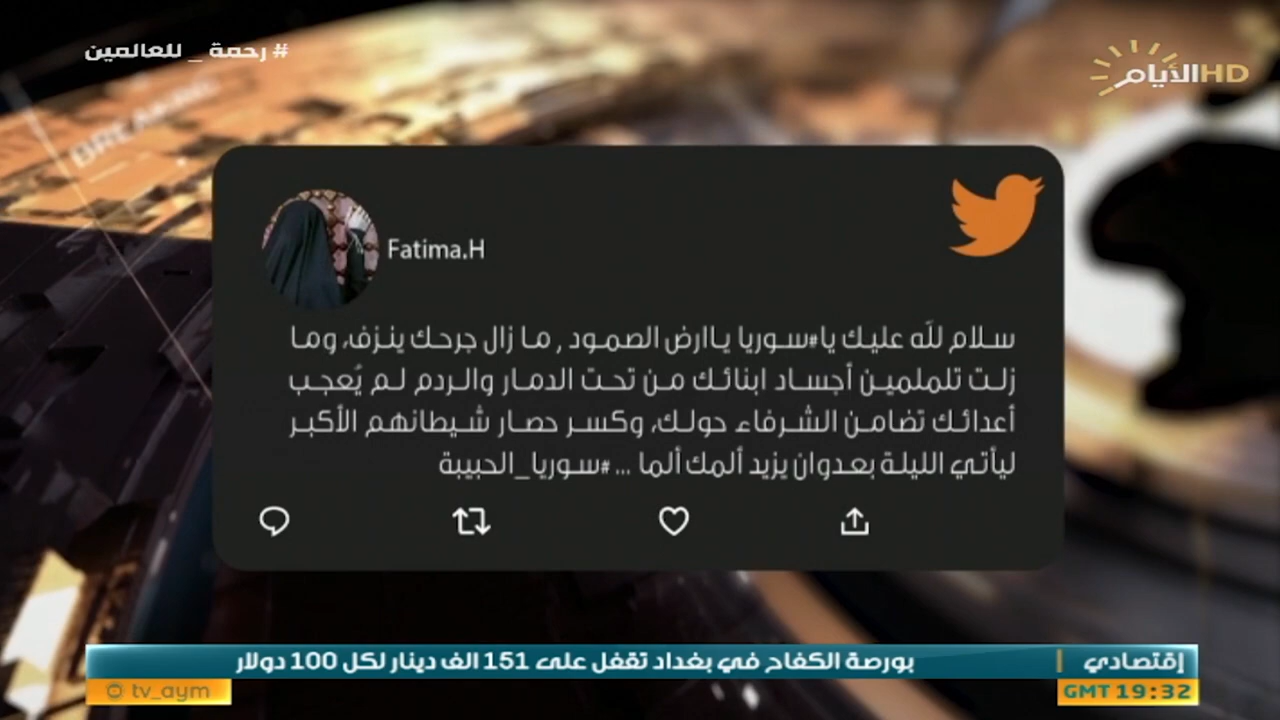 # رحمة _ للعالمين
الأيام HD
BREAKING
Fatima.H
سلام للَه عليك يا#سوريا ياارض الصمود , ما زال جرحك ينزف، وما
زلت تلملمين أجساد ابنائك من تحت الدمار والردم لم يُعجب
أعدائك تضامن الشرفاء حولك، وكسر حصار شيطانهم الأكبر
ليأتي الليلة بعدوان يزيد ألمك ألما ... #سوريا_الحبيبة
إقتصادي | بورصة الكفاح في بغداد تقفل على 151 الف دينار لكل 100 دولار
tv_aym
GMT 19:32